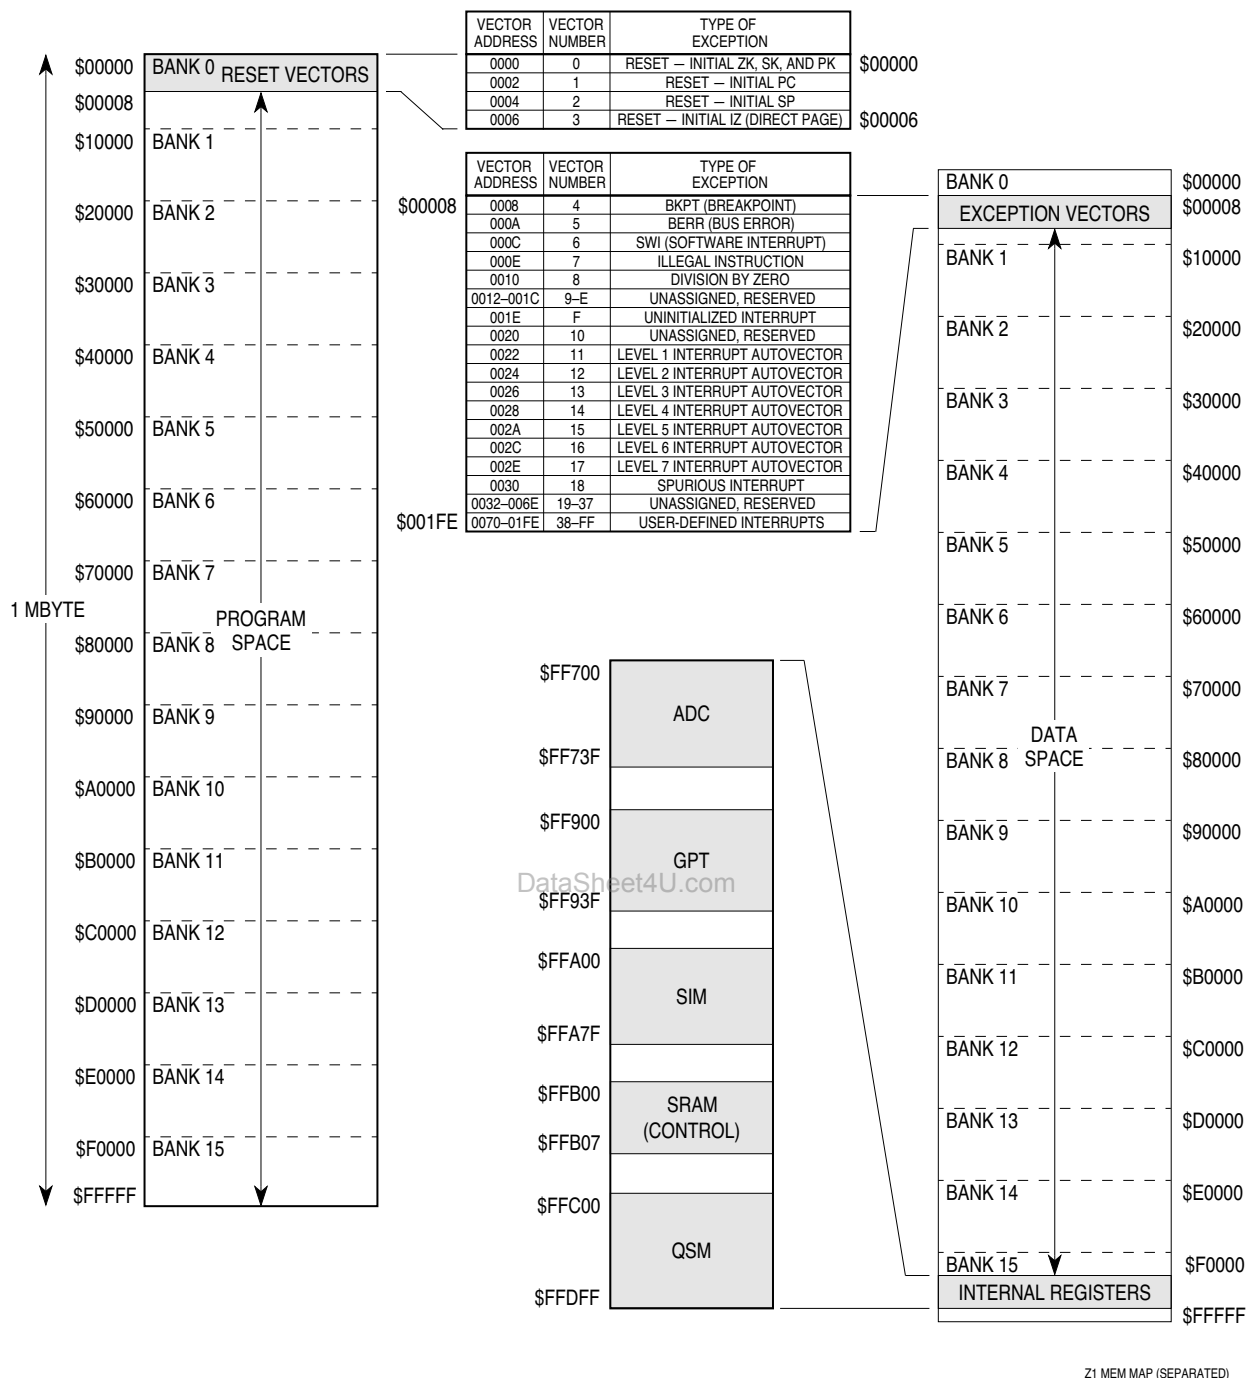 VECTOR ADDRESS VECTOR NUMBER TYPE OF EXCEPTION
0000 0 RESET — INITIAL ZK, SK, AND PK
0002 1 RESET — INITIAL PC
0004 2 RESET — INITIAL SP
0006 3 RESET — INITIAL IZ (DIRECT PAGE)
$00000
$00006
VECTOR ADDRESS VECTOR NUMBER TYPE OF EXCEPTION
0008 4 BKPT (BREAKPOINT)
000A 5 BERR (BUS ERROR)
000C 6 SWI (SOFTWARE INTERRUPT)
000E 7 ILLEGAL INSTRUCTION
0010 8 DIVISION BY ZERO
0012–001C 9–E UNASSIGNED, RESERVED
001E F UNINITIALIZED INTERRUPT
0020 10 UNASSIGNED, RESERVED
0022 11 LEVEL 1 INTERRUPT AUTOVECTOR
0024 12 LEVEL 2 INTERRUPT AUTOVECTOR
0026 13 LEVEL 3 INTERRUPT AUTOVECTOR
0028 14 LEVEL 4 INTERRUPT AUTOVECTOR
002A 15 LEVEL 5 INTERRUPT AUTOVECTOR
002C 16 LEVEL 6 INTERRUPT AUTOVECTOR
002E 17 LEVEL 7 INTERRUPT AUTOVECTOR
0030 18 SPURIOUS INTERRUPT
0032–006E 19–37 UNASSIGNED, RESERVED
0070–01FE 38–FF USER-DEFINED INTERRUPTS
$00008
$001FE
1 MBYTE
$00000 BANK 0 RESET VECTORS
$00008
$10000 BANK 1
$20000 BANK 2
$30000 BANK 3
$40000 BANK 4
$50000 BANK 5
$60000 BANK 6
$70000 BANK 7
PROGRAM
SPACE
$80000 BANK 8
$90000 BANK 9
$A0000 BANK 10
$B0000 BANK 11
$C0000 BANK 12
$D0000 BANK 13
$E0000 BANK 14
$F0000 BANK 15
$FFFFF
$FF700
ADC
$FF73F
$FF900
GPT
DataSheet4U.com
$FF93F
$FFA00
SIM
$FFA7F
$FFB00
SRAM
(CONTROL)
$FFB07
$FFC00
QSM
$FFDFF
BANK 0 $00000
EXCEPTION VECTORS $00008
BANK 1 $10000
BANK 2 $20000
BANK 3 $30000
BANK 4 $40000
BANK 5 $50000
BANK 6 $60000
BANK 7 $70000
DATA
SPACE
BANK 8 $80000
BANK 9 $90000
BANK 10 $A0000
BANK 11 $B0000
BANK 12 $C0000
BANK 13 $D0000
BANK 14 $E0000
BANK 15 $F0000
INTERNAL REGISTERS
$FFFFF
Z1 MEM MAP (SEPARATED)